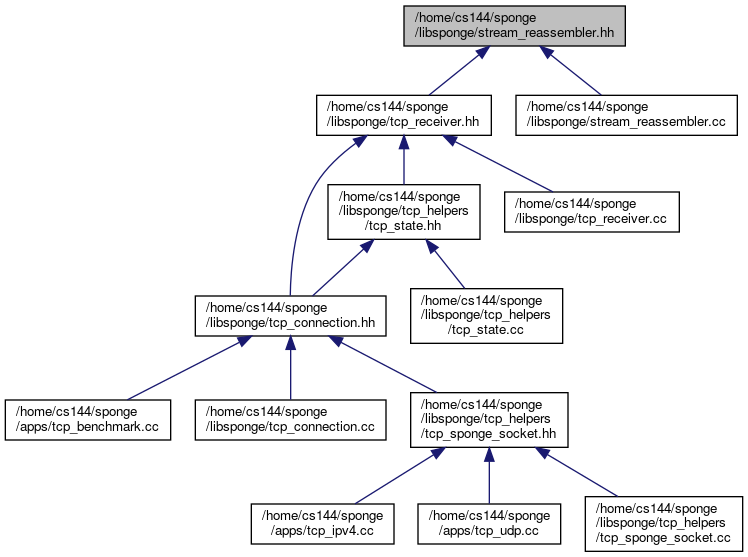 /home/cs144/sponge
/libsponge/stream_reassembler.hh
/home/cs144/sponge
/libsponge/tcp_receiver.hh
/home/cs144/sponge
/libsponge/stream_reassembler.cc
/home/cs144/sponge
/libsponge/tcp_helpers
/tcp_state.hh
/home/cs144/sponge
/libsponge/tcp_receiver.cc
/home/cs144/sponge
/libsponge/tcp_connection.hh
/home/cs144/sponge
/libsponge/tcp_helpers
/tcp_state.cc
/home/cs144/sponge
/apps/tcp_benchmark.cc
/home/cs144/sponge
/libsponge/tcp_connection.cc
/home/cs144/sponge
/libsponge/tcp_helpers
/tcp_sponge_socket.hh
/home/cs144/sponge
/apps/tcp_ipv4.cc
/home/cs144/sponge
/apps/tcp_udp.cc
/home/cs144/sponge
/libsponge/tcp_helpers
/tcp_sponge_socket.cc